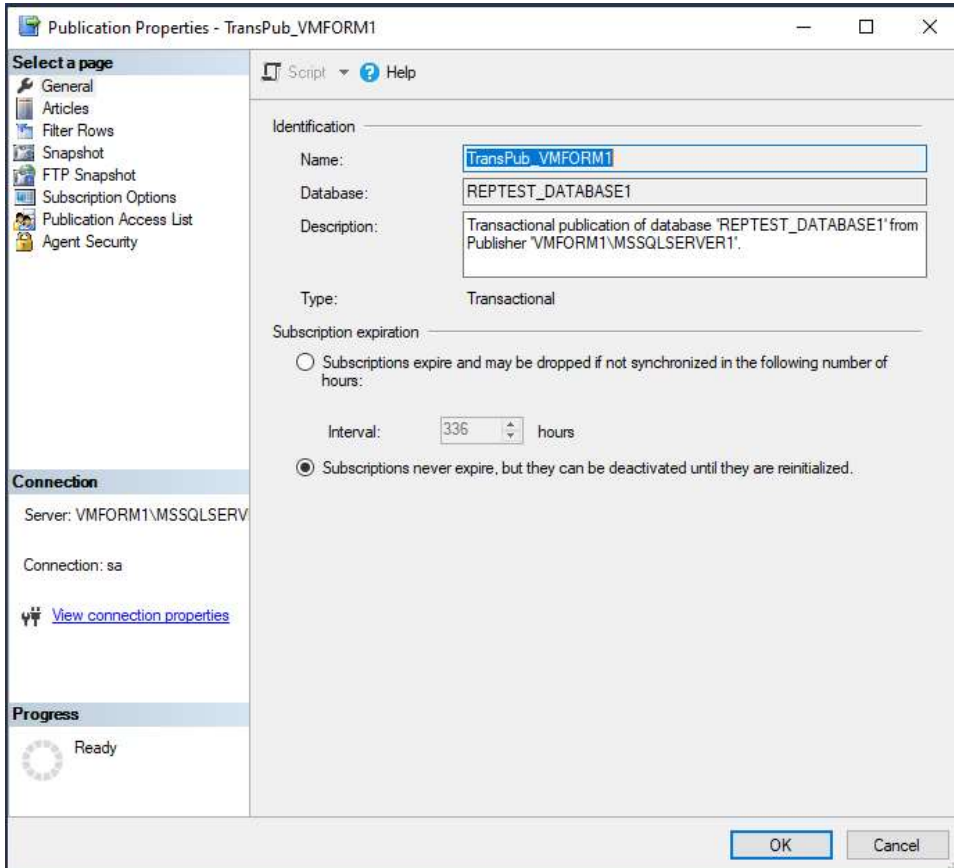 Publication Properties - TransPub_VMFORM1
Select a page
General
Articles
Filter Rows
Snapshot
FTP Snapshot
Subscription Options
Publication Access List
Agent Security
Script
Help
Identification
Name: TransPub_VMFORM1
Database: REPTEST_DATABASE1
Description: Transactional publication of database 'REPTEST_DATABASE1' from
Publisher 'VMFORM1\MSSQLSERVER1'.
Type: Transactional
Subscription expiration
Subscriptions expire and may be dropped if not synchronized in the following number of
hours:
Interval: 336 hours
Subscriptions never expire, but they can be deactivated until they are reinitialized.
Connection
Server: VMFORM1\MSSQLSERV
Connection: sa
View connection properties
Progress
Ready
OK Cancel